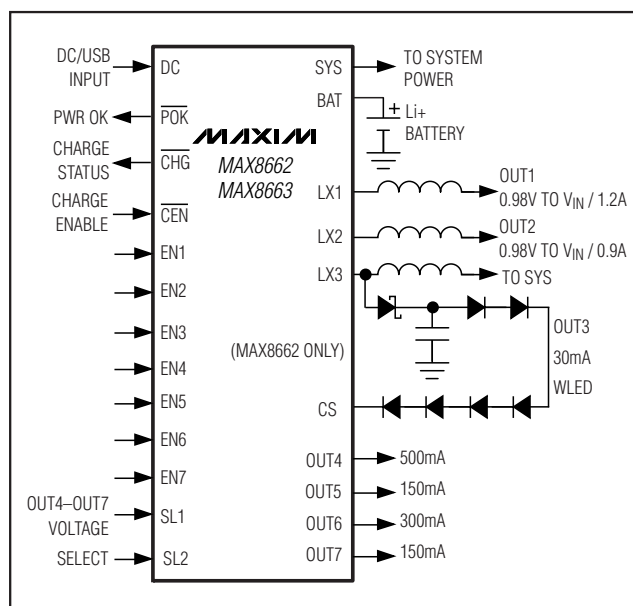 DC/USB
INPUT
DC
PWR OK
POK
CHARGE
STATUS
CHG
CHARGE
ENABLE
CEN
EN1
EN2
EN3
EN4
EN5
EN6
EN7
OUT4–OUT7
VOLTAGE
SL1
SELECT
SL2
MAXIM
MAX8662
MAX8663
(MAX8662 ONLY)
SYS
TO SYSTEM
POWER
BAT
+ Li+
BATTERY
LX1
OUT1
0.98V TO VIN / 1.2A
LX2
OUT2
0.98V TO VIN / 0.9A
LX3
TO SYS
OUT3
30mA
WLED
CS
OUT4
500mA
OUT5
150mA
OUT6
300mA
OUT7
150mA